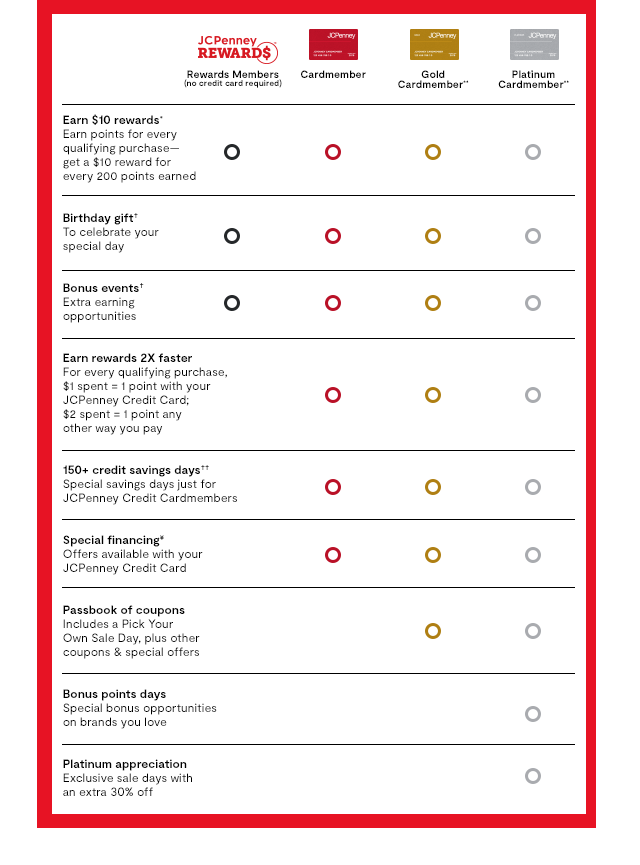 JCPenney
REWARD$
JCPenney
JCPenney
JCPenney
Rewards Members
(no credit card required)
Cardmember
Gold
Cardmember**
Platinum
Cardmember**
Earn $10 rewards*
Earn points for every
qualifying purchase—
get a $10 reward for
every 200 points earned
Birthday gift†
To celebrate your
special day
Bonus events†
Extra earning
opportunities
Earn rewards 2X faster
For every qualifying purchase,
$1 spent = 1 point with your
JCPenney Credit Card;
$2 spent = 1 point any
other way you pay
150+ credit savings days††
Special savings days just for
JCPenney Credit Cardmembers
Special financing*
Offers available with your
JCPenney Credit Card
Passbook of coupons
Includes a Pick Your
Own Sale Day, plus other
coupons & special offers
Bonus points days
Special bonus opportunities
on brands you love
Platinum appreciation
Exclusive sale days with
an extra 30% off